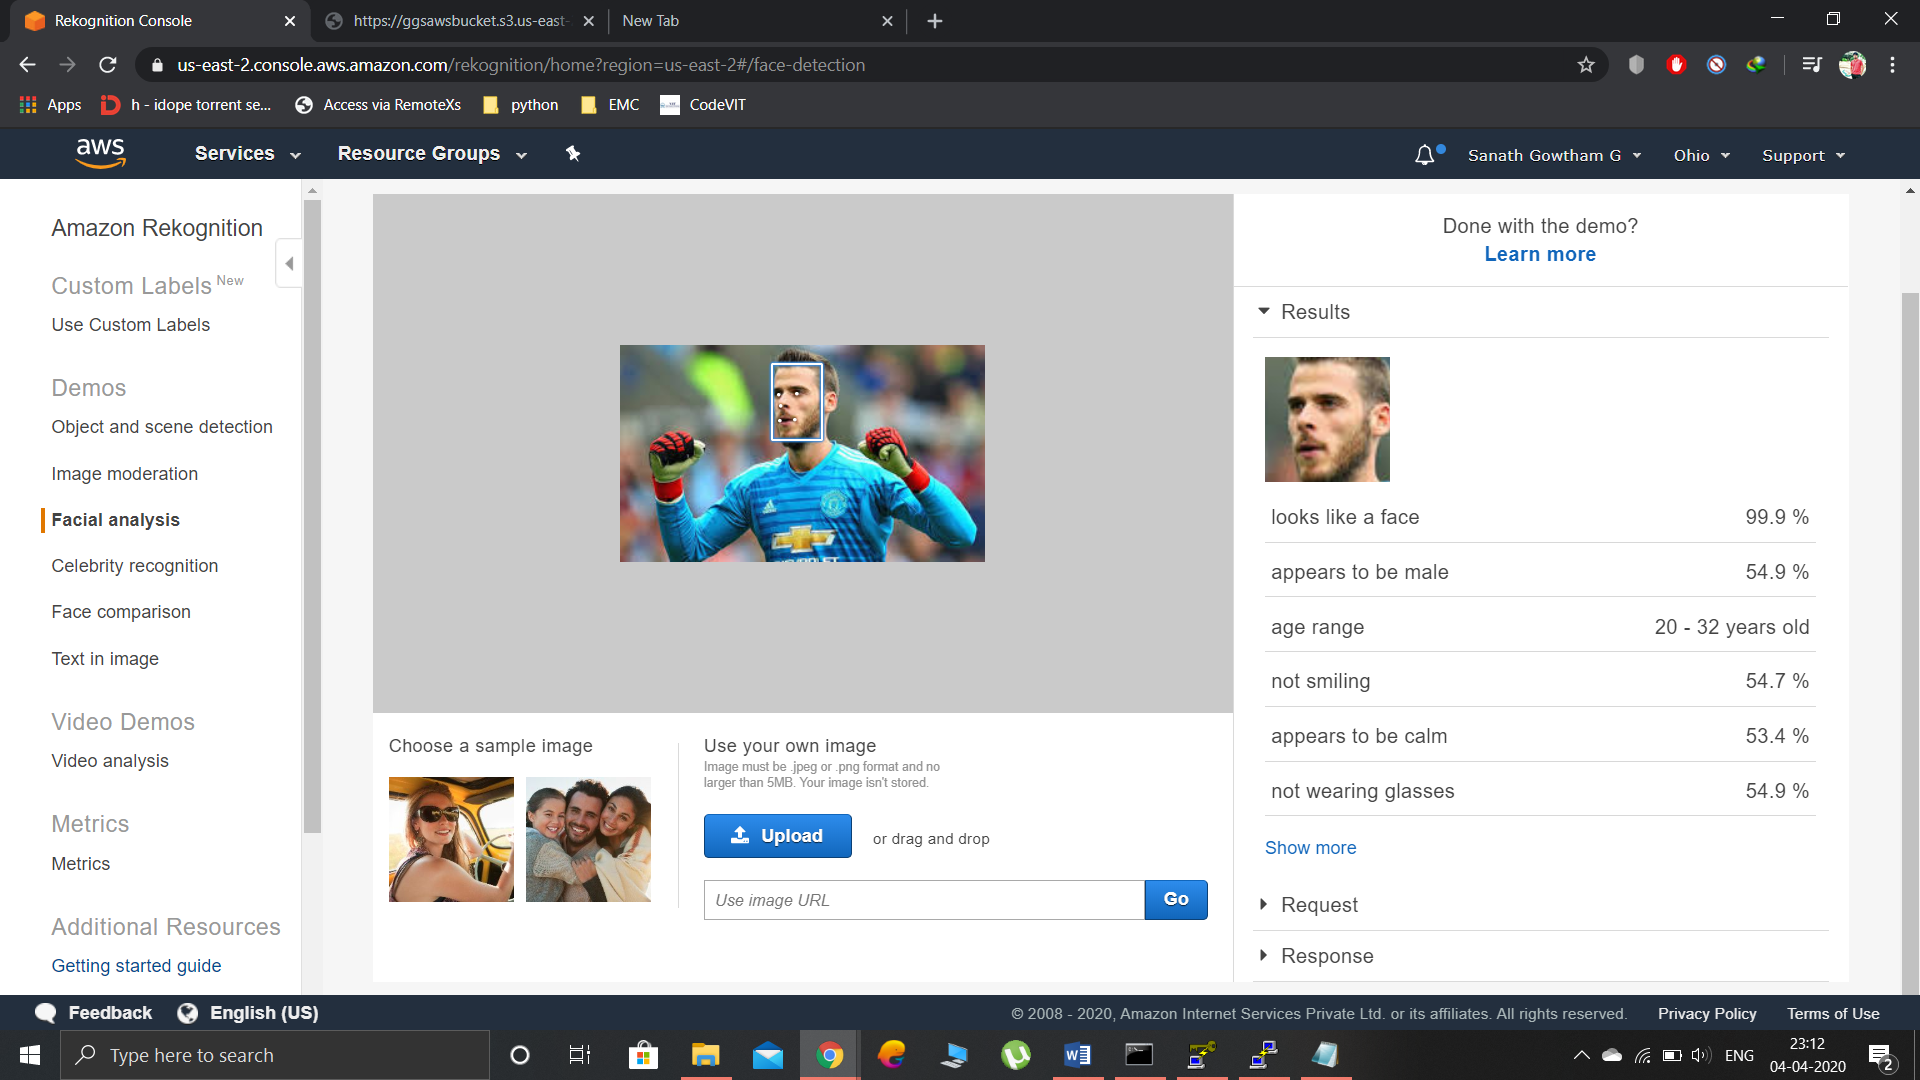 Rekognition Console
https://ggsawsbucket.s3.us-east-
New Tab
us-east-2.console.aws.amazon.com/rekognition/home?region=us-east-2#/face-detection
Apps
h - idope torrent se...
Access via RemoteXs
python
EMC
CodeVIT
aws
Services
Resource Groups
Sanath Gowtham G
Ohio
Support
Amazon Rekognition
Custom Labels New
Use Custom Labels
Demos
Object and scene detection
Image moderation
Facial analysis
Celebrity recognition
Face comparison
Text in image
Video Demos
Video analysis
Metrics
Metrics
Additional Resources
Getting started guide
CHEVROLET
Choose a sample image
Use your own image
Image must be .jpeg or .png format and no
larger than 5MB. Your image isn't stored.
Upload
or drag and drop
Use image URL
Go
Done with the demo?
Learn more
Results
looks like a face 99.9 %
appears to be male 54.9 %
age range 20 - 32 years old
not smiling 54.7 %
appears to be calm 53.4 %
not wearing glasses 54.9 %
Show more
Request
Response
Feedback
English (US)
© 2008 - 2020, Amazon Internet Services Private Ltd. or its affiliates. All rights reserved.
Privacy Policy
Terms of Use
Type here to search
ENG
23:12
04-04-2020
2